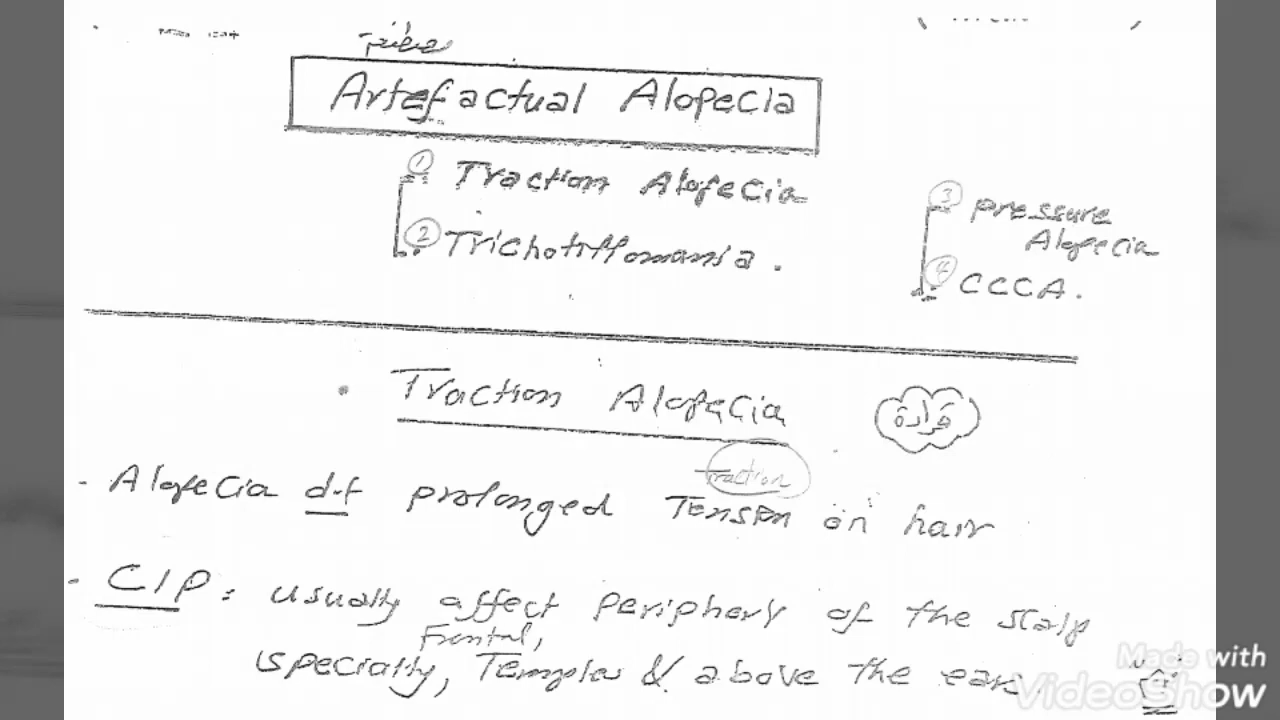 Artefactual Alopecia
① Traction Alopecia
② Trichotillomania.
③ pressure Alopecia
④ CCCA.
Traction Alopecia
قراءة
traction
- Alopecia d.t prolonged Tension on hair
- C/P: usually affect periphery of the scalp
frontal,
specially, Temples & above the ears
Made with
VideoShow